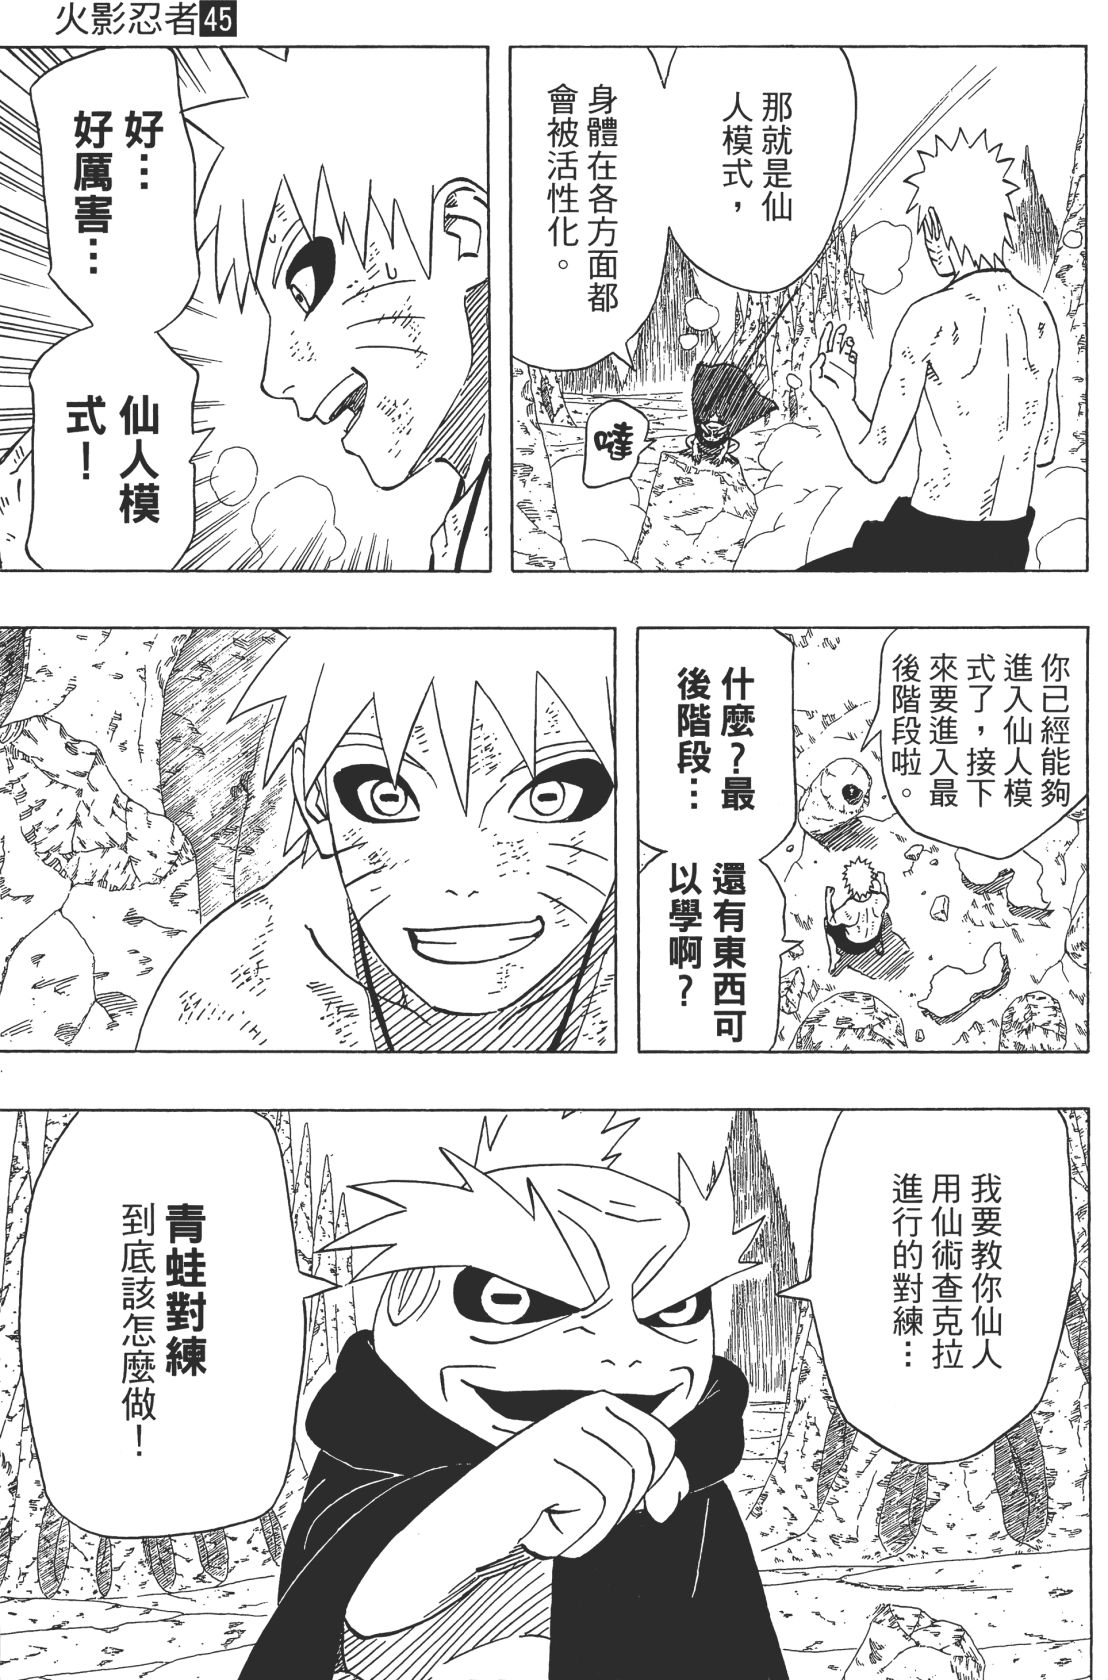 火影忍者45
那就是仙
人模式，
身體在各方面都
會被活性化。
噠
好…
好厲害…
仙人模
式！
你已經能夠
進入仙人模
式了，接下
來要進入最
後階段啦。
什麼？最
後階段…
還有東西可
以學啊？
我要教你仙人
用仙術查克拉
進行的對練…
青蛙對練
到底該怎麼做！